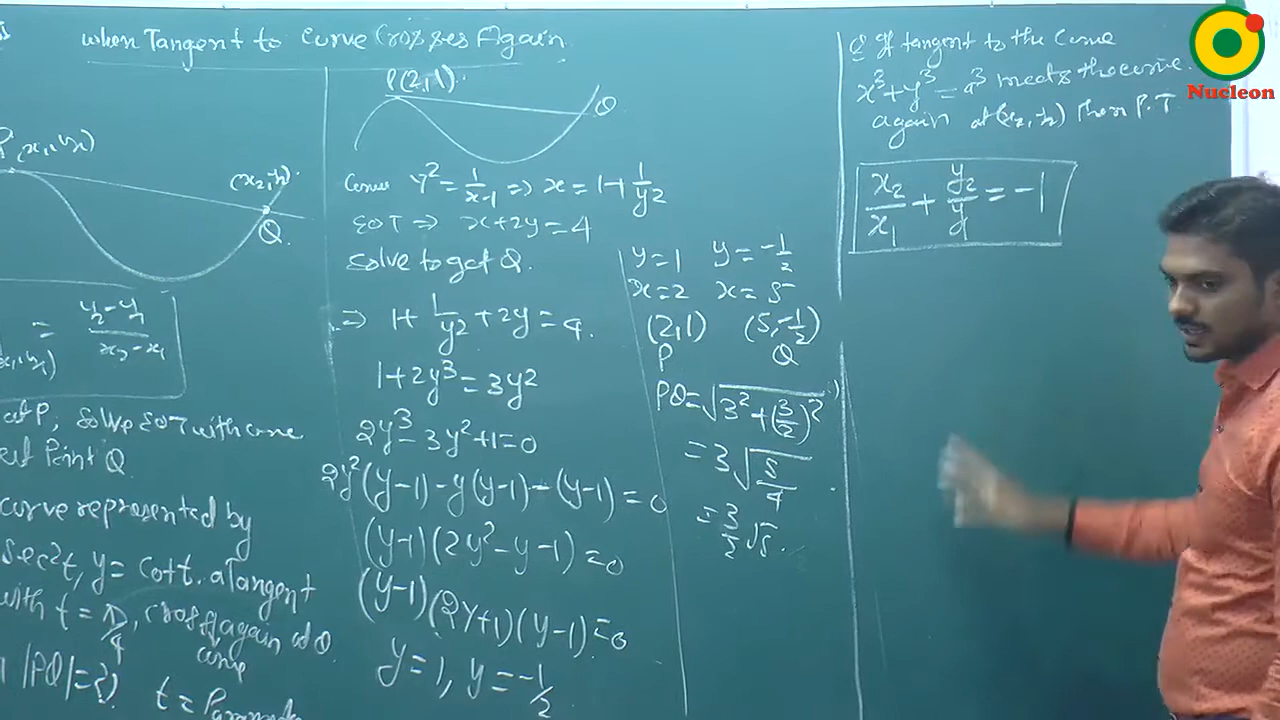 when Tangent to Curve Crosses Again
P(x₁,y₁)
(x₂,y₂)
Q.
= y₂-y₁
x₂-x₁
(x₁,y₁)
at P, solve EOT with curve
Point Q
curve represented by
sec²t, y = cot t. a Tangent
with t = π/4, cross again at Q.
curve
|PQ| = ?
t =
P(2,1)
Q
Curve y² = 1/x-1 ⇒ x = 1+1/y²
EOT ⇒ x+2y=4
solve to get Q.
⇒ 1+1/y²+2y=4.
1+2y³=3y²
2y³-3y²+1=0
2y²(y-1)-y(y-1)-(y-1)=0
(y-1)(2y²-y-1)=0
(y-1)(2y+1)(y-1)=0
y=1, y=-1/2
y=1 y=-1/2
x=2 x=5
(2,1) (5,-1/2)
P Q
PQ=√3²+(3/2)²
=3√5/4
=3/2√5.
Q If tangent to the curve
x³+y³=a³ meets the curve.
again at (x₂,y₂) then P.T
x₂/x₁+y₂/y₁=-1
Nucleon